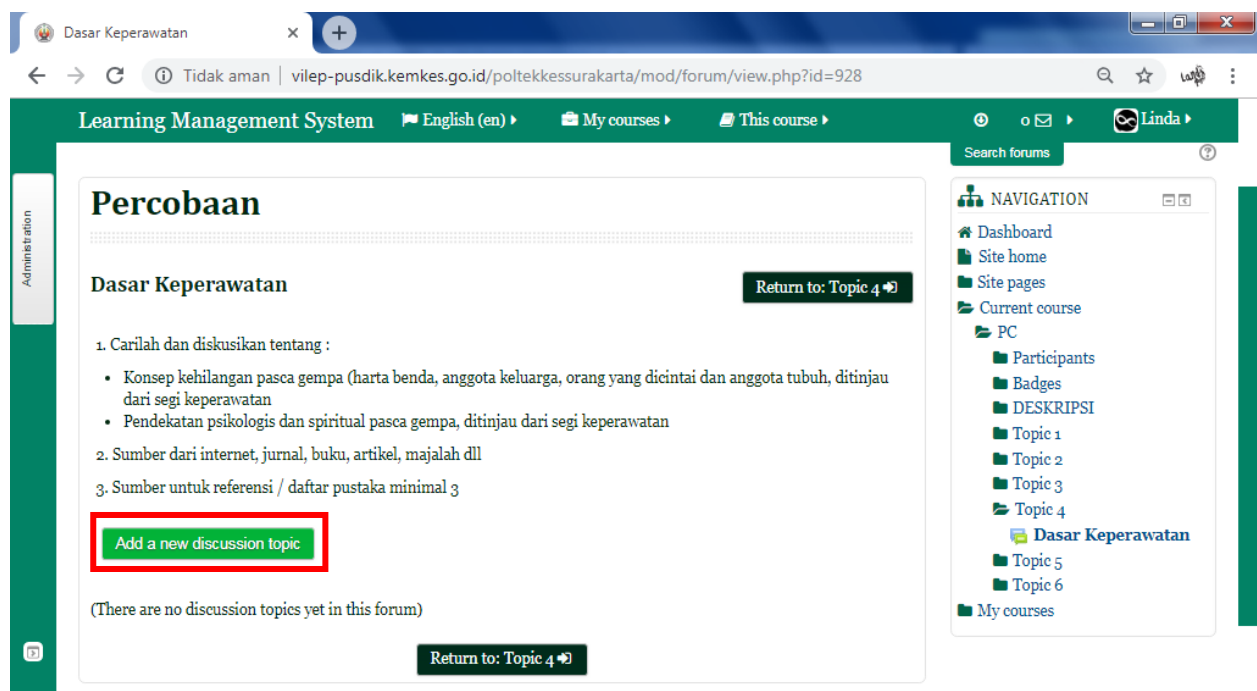 Dasar Keperawatan
Tidak aman | vilep-pusdik.kemkes.go.id/poltekkessurakarta/mod/forum/view.php?id=928
Learning Management System English (en) My courses This course 0 Linda
Search forums
Administration
Percobaan
Dasar Keperawatan
Return to: Topic 4
1. Carilah dan diskusikan tentang :
• Konsep kehilangan pasca gempa (harta benda, anggota keluarga, orang yang dicintai dan anggota tubuh, ditinjau
dari segi keperawatan
• Pendekatan psikologis dan spiritual pasca gempa, ditinjau dari segi keperawatan
2. Sumber dari internet, jurnal, buku, artikel, majalah dll
3. Sumber untuk referensi / daftar pustaka minimal 3
Add a new discussion topic
(There are no discussion topics yet in this forum)
Return to: Topic 4
NAVIGATION
Dashboard
Site home
Site pages
Current course
PC
Participants
Badges
DESKRIPSI
Topic 1
Topic 2
Topic 3
Topic 4
Dasar Keperawatan
Topic 5
Topic 6
My courses